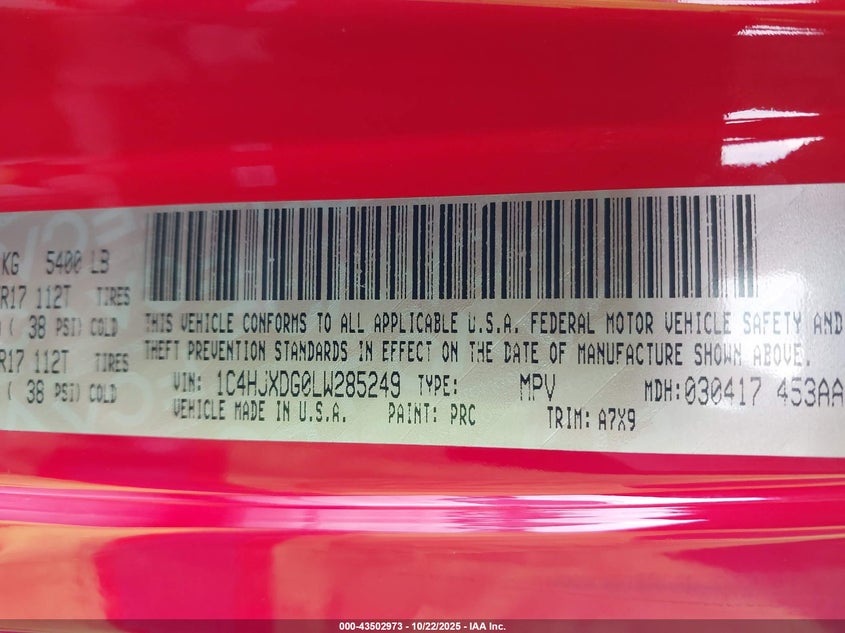 KG 5400 LB
R17 112T TIRES
( 38 PSI) COLD
R17 112T TIRES
( 38 PSI) COLD
THIS VEHICLE CONFORMS TO ALL APPLICABLE U.S.A. FEDERAL MOTOR VEHICLE SAFETY AND
THEFT PREVENTION STANDARDS IN EFFECT ON THE DATE OF MANUFACTURE SHOWN ABOVE.
VIN: 1C4HJXDG0LW285249 TYPE: MPV MDH:030417 453AA
VEHICLE MADE IN U.S.A. PAINT: PRC TRIM: A7X9
000-43502973 - 10/22/2025 - IAA Inc.